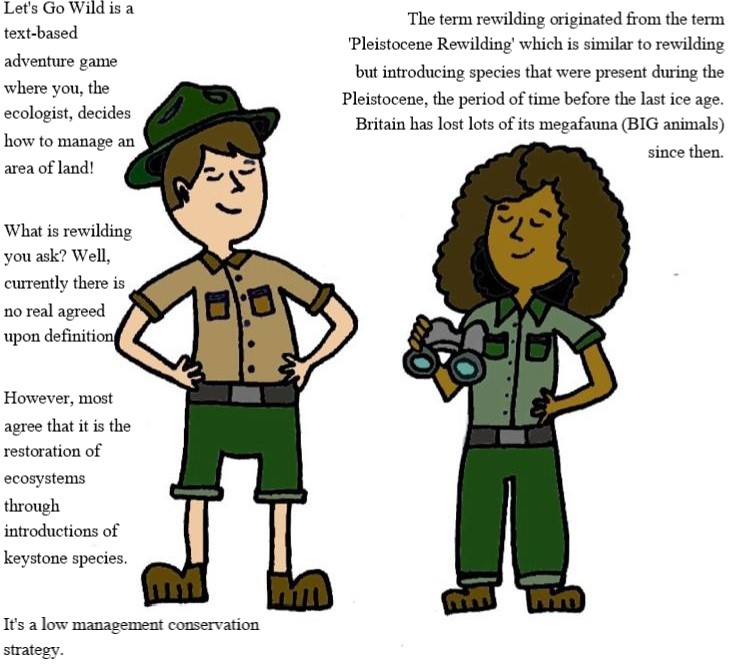 Let's Go Wild is a
text-based
adventure game
where you, the
ecologist, decides
how to manage an
area of land!
What is rewilding
you ask? Well,
currently there is
no real agreed
upon definition
However, most
agree that it is the
restoration of
ecosystems
through
introductions of
keystone species.
It's a low management conservation
strategy.
The term rewilding originated from the term
'Pleistocene Rewilding' which is similar to rewilding
but introducing species that were present during the
Pleistocene, the period of time before the last ice age.
Britain has lost lots of its megafauna (BIG animals)
since then.